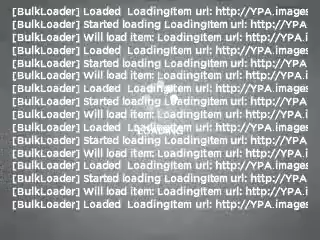 [BulkLoader] Loaded  LoadingItem url: http://YPA.images
[BulkLoader] Started loading LoadingItem url: http://YPA
[BulkLoader] Will load item: LoadingItem url: http://YPA.i
[BulkLoader] Loaded  LoadingItem url: http://YPA.images
[BulkLoader] Started loading LoadingItem url: http://YPA
[BulkLoader] Will load item: LoadingItem url: http://YPA.i
[BulkLoader] Loaded  LoadingItem url: http://YPA.images
[BulkLoader] Started loading LoadingItem url: http://YPA
[BulkLoader] Will load item: LoadingItem url: http://YPA.i
[BulkLoader] Loaded  LoadingItem url: http://YPA.images
LOADING
[BulkLoader] Started loading LoadingItem url: http://YPA
[BulkLoader] Will load item: LoadingItem url: http://YPA.i
[BulkLoader] Loaded  LoadingItem url: http://YPA.images
[BulkLoader] Started loading LoadingItem url: http://YPA
[BulkLoader] Will load item: LoadingItem url: http://YPA.i
[BulkLoader] Loaded  LoadingItem url: http://YPA.images